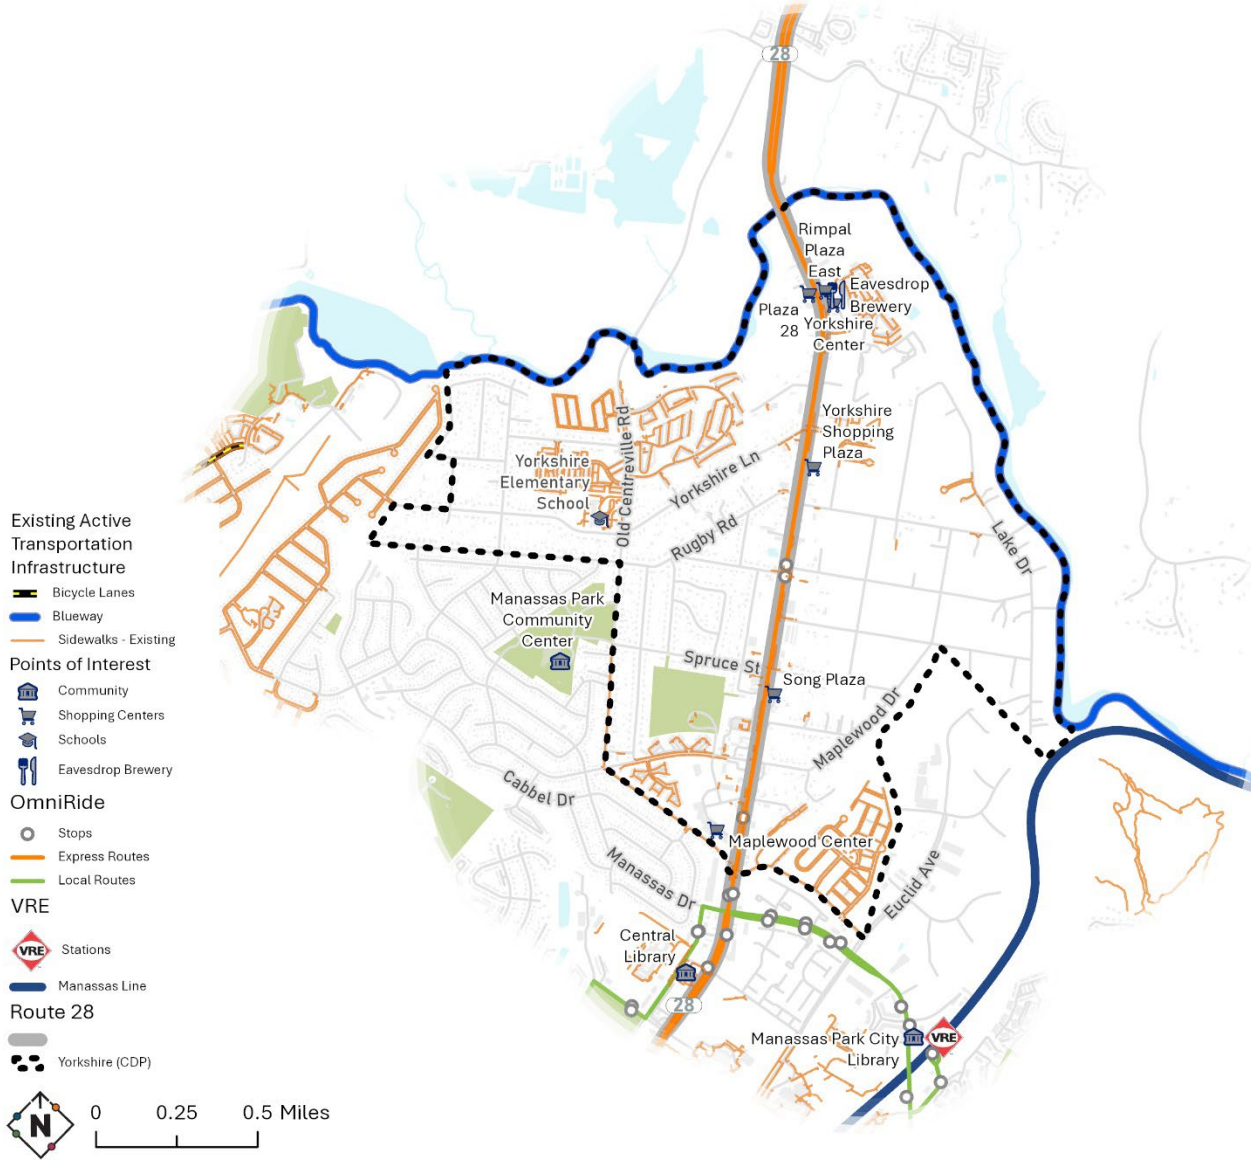 28
Rimpal
Plaza
East
Eavesdrop
Brewery
Plaza
28
Yorkshire
Center
Yorkshire
Shopping
Plaza
Old Centreville Rd
Yorkshire Ln
Yorkshire
Elementary
School
Rugby Rd
Lake Dr
Manassas Park
Community
Center
Spruce St
Song Plaza
Maplewood Dr
Cabbel Dr
Maplewood Center
Manassas Dr
Euclid Ave
Central
Library
28
Manassas Park City
Library
VRE
Existing Active
Transportation
Infrastructure
Bicycle Lanes
Blueway
Sidewalks - Existing
Points of Interest
Community
Shopping Centers
Schools
Eavesdrop Brewery
OmniRide
Stops
Express Routes
Local Routes
VRE
VRE
Stations
Manassas Line
Route 28
Yorkshire (CDP)
N
0 0.25 0.5 Miles